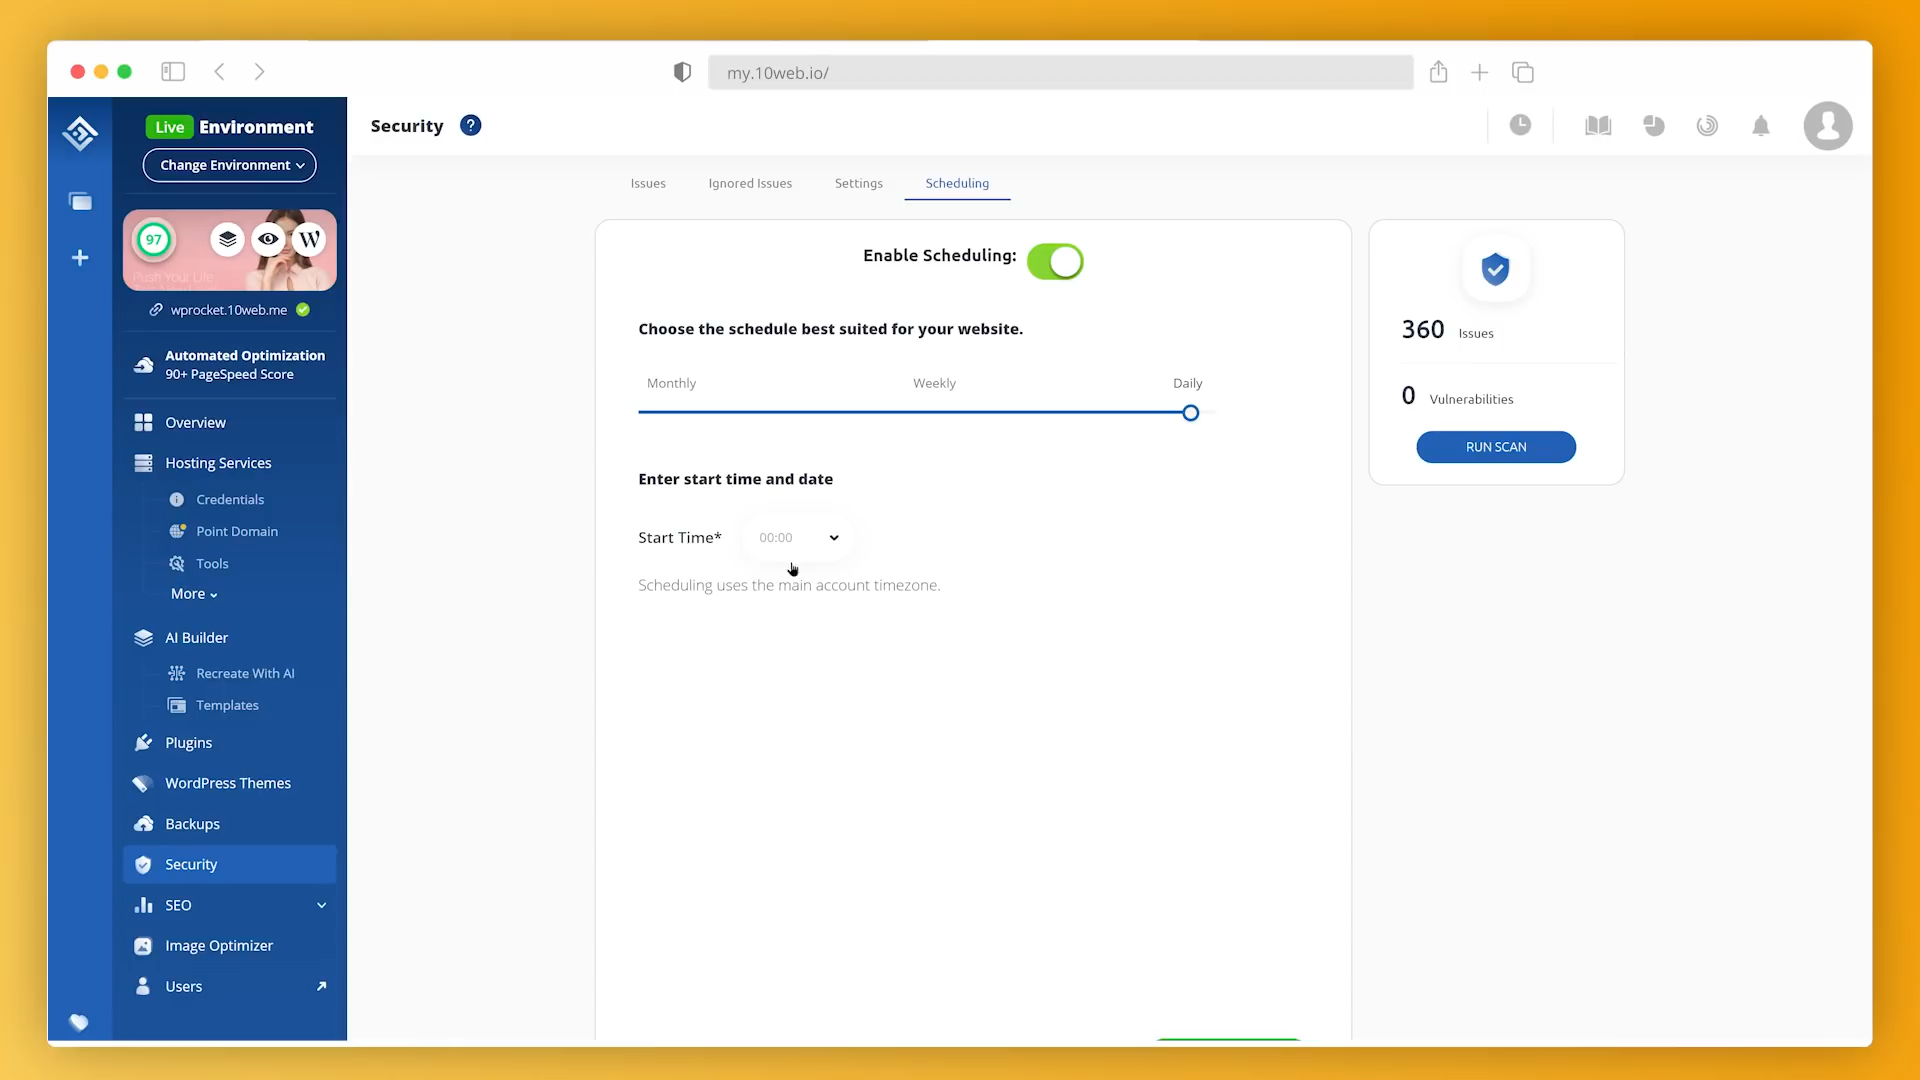 my.10web.io/
Live Environment
Change Environment
97
W
Push Your Life
wprocket.10web.me
Automated Optimization
90+ PageSpeed Score
Overview
Hosting Services
Credentials
Point Domain
Tools
More
AI Builder
Recreate With AI
Templates
Plugins
WordPress Themes
Backups
Security
SEO
Image Optimizer
Users
Security ?
Issues Ignored Issues Settings Scheduling
Enable Scheduling:
Choose the schedule best suited for your website.
Monthly Weekly Daily
Enter start time and date
Start Time* 00:00
Scheduling uses the main account timezone.
360 Issues
0 Vulnerabilities
RUN SCAN